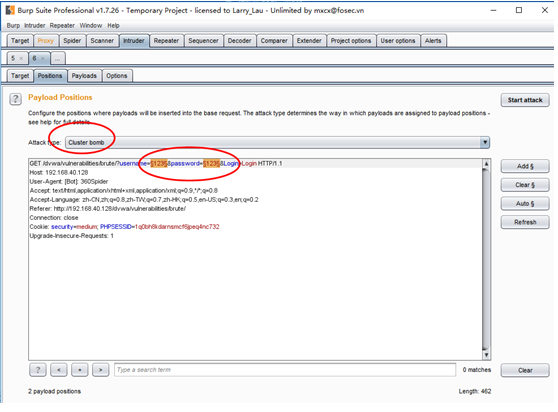 Burp Suite Professional v1.7.26 - Temporary Project - licensed to Larry_Lau - Unlimited by mxcx@fosec.vn
Burp Intruder Repeater Window Help
Target Proxy Spider Scanner Intruder Repeater Sequencer Decoder Comparer Extender Project options User options Alerts
5 × 6 × ...
Target Positions Payloads Options
? Payload Positions
Start attack
Configure the positions where payloads will be inserted into the base request. The attack type determines the way in which payloads are assigned to payload positions -
see help for full details.
Attack type: Cluster bomb
GET /dvwa/vulnerabilities/brute/?username=§123§&password=§123§&Login=Login HTTP/1.1
Host: 192.168.40.128
User-Agent: [Bot]: 360Spider
Accept: text/html,application/xhtml+xml,application/xml;q=0.9,*/*;q=0.8
Accept-Language: zh-CN,zh;q=0.8,zh-TW;q=0.7,zh-HK;q=0.5,en-US;q=0.3,en;q=0.2
Referer: http://192.168.40.128/dvwa/vulnerabilities/brute/
Connection: close
Upgrade-Insecure-Requests: 1
Add §
Clear §
Auto §
Refresh
? < + > Type a search term 0 matches Clear
2 payload positions Length: 462